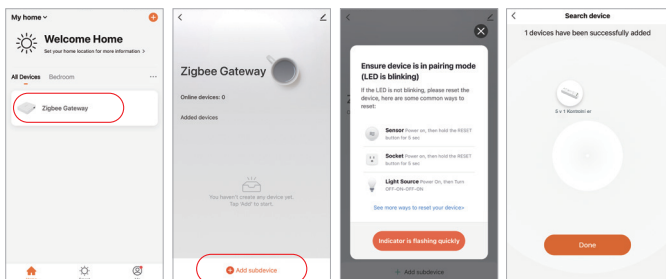 My home
Welcome Home
Set your home location for more information >
All Devices Bedroom ...
Zigbee Gateway
Zigbee Gateway
Online devices: 0
Added devices
You haven't create any device yet.
Tap 'Add' to start.
Add subdevice
Ensure device is in pairing mode
(LED is blinking)
If the LED is not blinking, please reset the
device, here are some common ways to
reset:
Sensor Power on, then hold the RESET
button for 5 sec
Socket Power on, then hold the RESET
button for 5 sec
Light Source Power On, then Turn
OFF-ON-OFF-ON
See more ways to reset your device>
Indicator is flashing quickly
+ Add subdevice
Search device
1 devices have been successfully added
Done